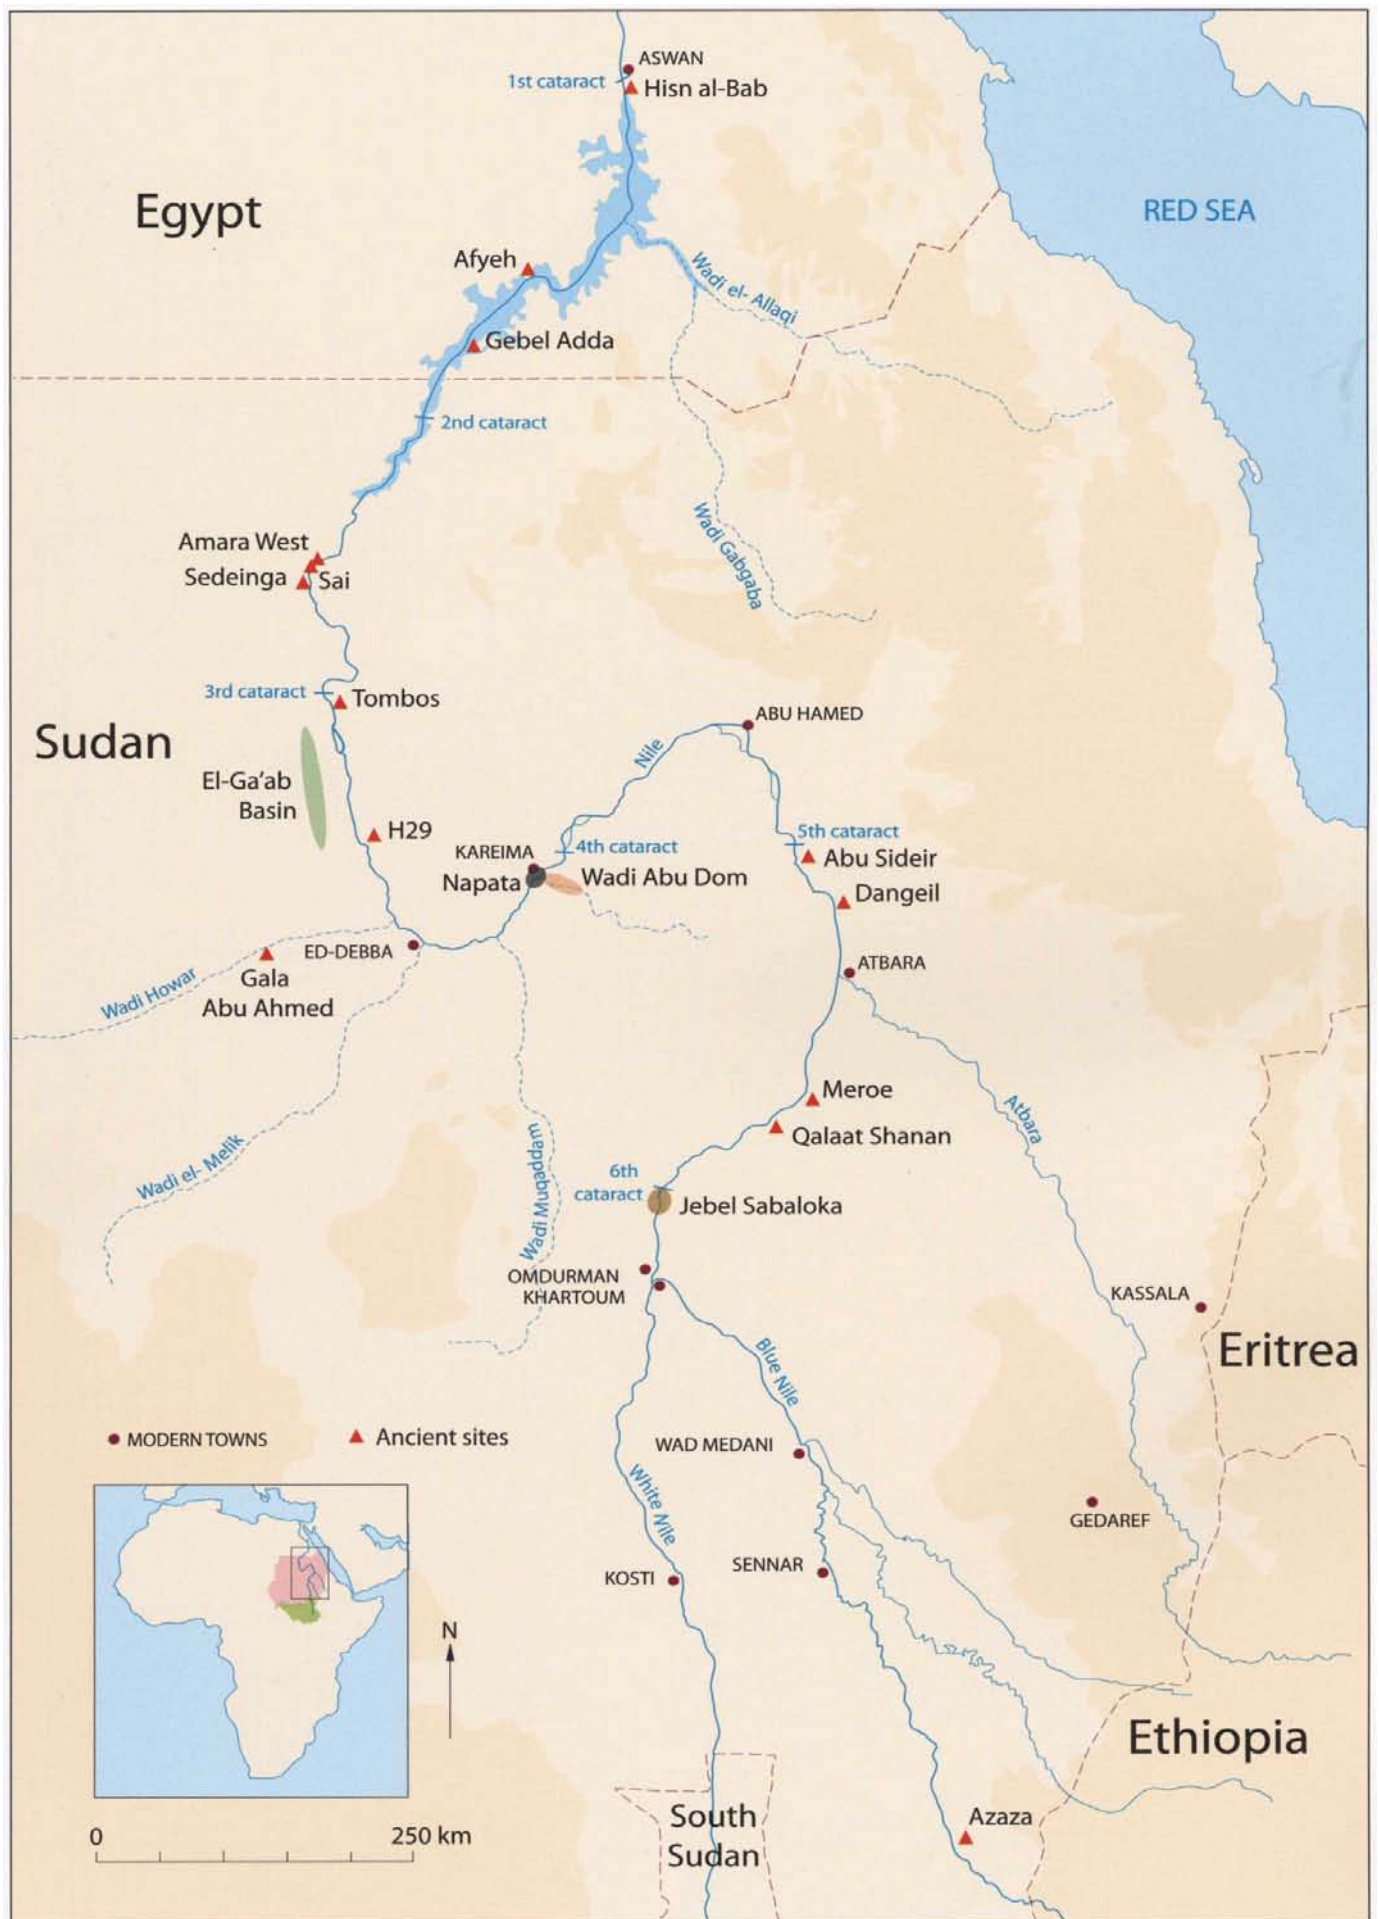 ASWAN
1st cataract
Hisn al-Bab
Egypt
RED SEA
Afyeh
Wadi el- Allaqi
Gebel Adda
2nd cataract
Wadi Gabgaba
Amara West
Sedeinga
Sai
3rd cataract
Tombos
Sudan
ABU HAMED
Nile
El-Ga'ab
Basin
H29
5th cataract
KAREIMA
4th cataract
Abu Sideir
Napata
Wadi Abu Dom
Dangeil
ED-DEBBA
ATBARA
Gala
Abu Ahmed
Wadi Howar
Meroe
Atbara
Qalaat Shanan
Wadi el- Melik
Wadi Muqaddam
6th
cataract
Jebel Sabaloka
OMDURMAN
KHARTOUM
KASSALA
Eritrea
Blue Nile
MODERN TOWNS
Ancient sites
WAD MEDANI
White Nile
GEDAREF
KOSTI
SENNAR
N
Ethiopia
South
Sudan
Azaza
0
250 km